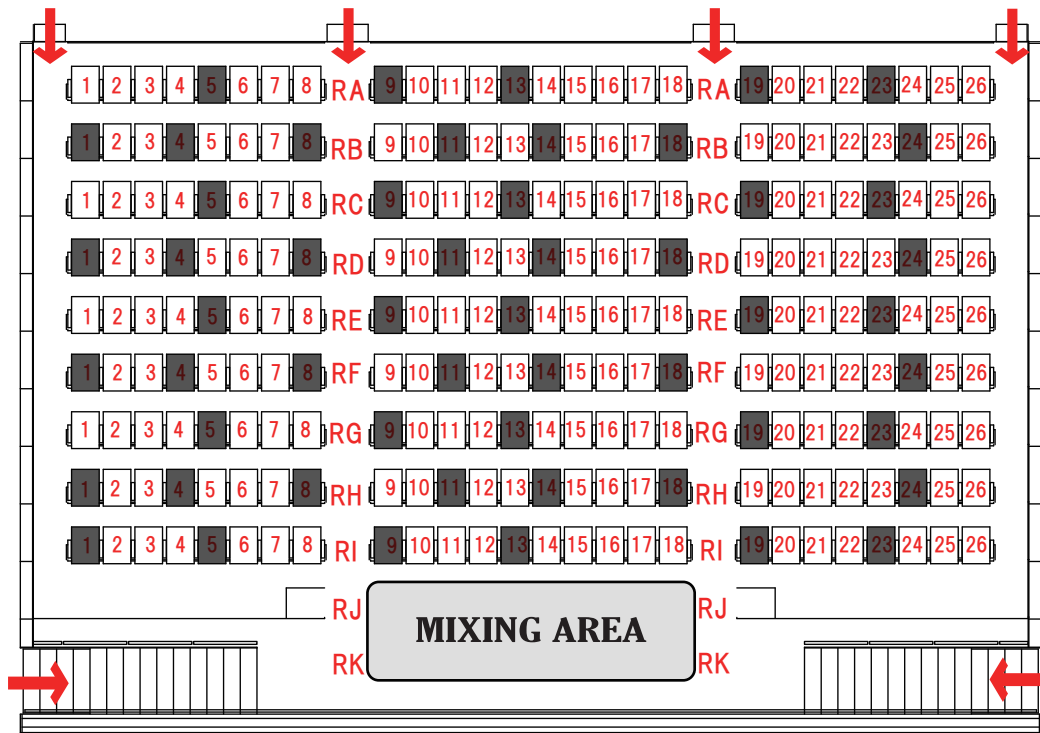 1 2 3 4 5 6 7 8 RA 9 10 11 12 13 14 15 16 17 18 RA 19 20 21 22 23 24 25 26
1 2 3 4 5 6 7 8 RB 9 10 11 12 13 14 15 16 17 18 RB 19 20 21 22 23 24 25 26
1 2 3 4 5 6 7 8 RC 9 10 11 12 13 14 15 16 17 18 RC 19 20 21 22 23 24 25 26
1 2 3 4 5 6 7 8 RD 9 10 11 12 13 14 15 16 17 18 RD 19 20 21 22 23 24 25 26
1 2 3 4 5 6 7 8 RE 9 10 11 12 13 14 15 16 17 18 RE 19 20 21 22 23 24 25 26
1 2 3 4 5 6 7 8 RF 9 10 11 12 13 14 15 16 17 18 RF 19 20 21 22 23 24 25 26
1 2 3 4 5 6 7 8 RG 9 10 11 12 13 14 15 16 17 18 RG 19 20 21 22 23 24 25 26
1 2 3 4 5 6 7 8 RH 9 10 11 12 13 14 15 16 17 18 RH 19 20 21 22 23 24 25 26
1 2 3 4 5 6 7 8 RI 9 10 11 12 13 14 15 16 17 18 RI 19 20 21 22 23 24 25 26
RJ RJ
MIXING AREA
RK RK